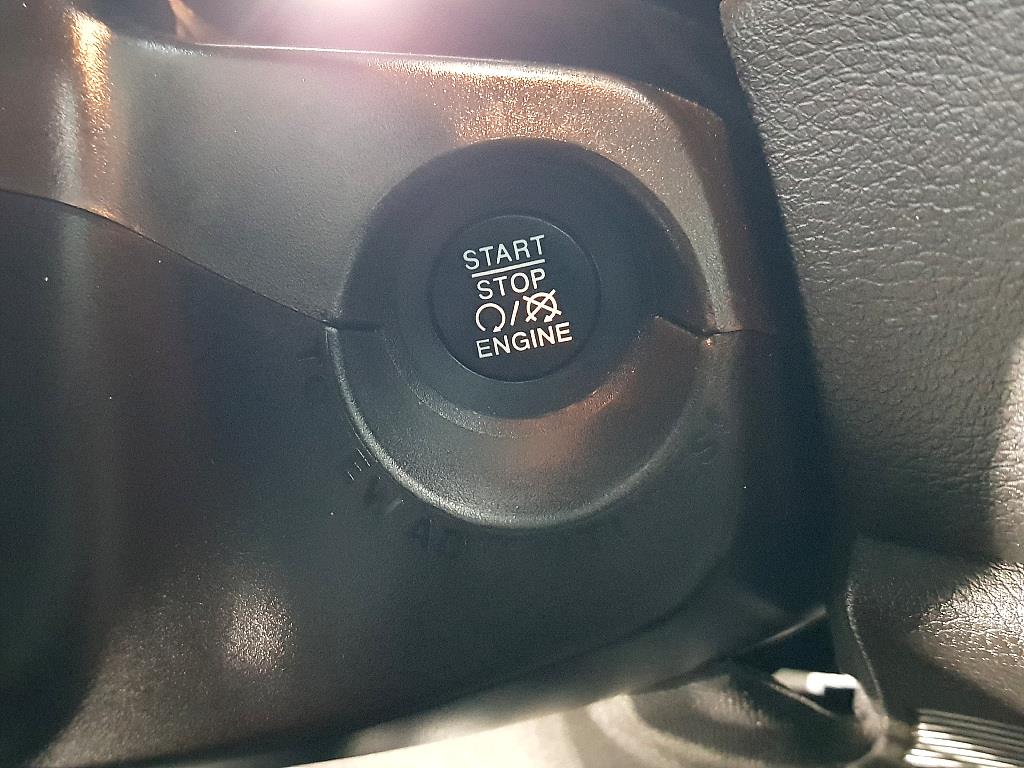 START
STOP
/
ENGINE